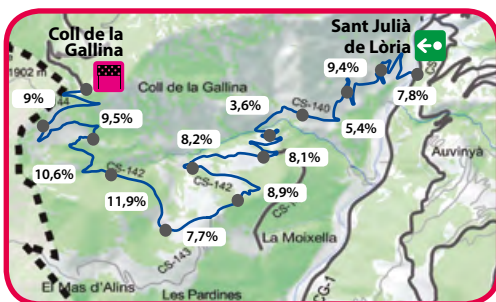 Coll de la
Gallina
Sant Julià
de Lòria
1902 m
44
Coll de la Gallina
9%
9,5%
9,4%
3,6%
CS-140
7,8%
5,4%
8,2%
8,1%
Auvinyà
10,6%
CS-142
CS-142
8,9%
11,9%
7,7%
La Moixella
CS-143
CG-1
El Mas d'Alins
Les Pardines